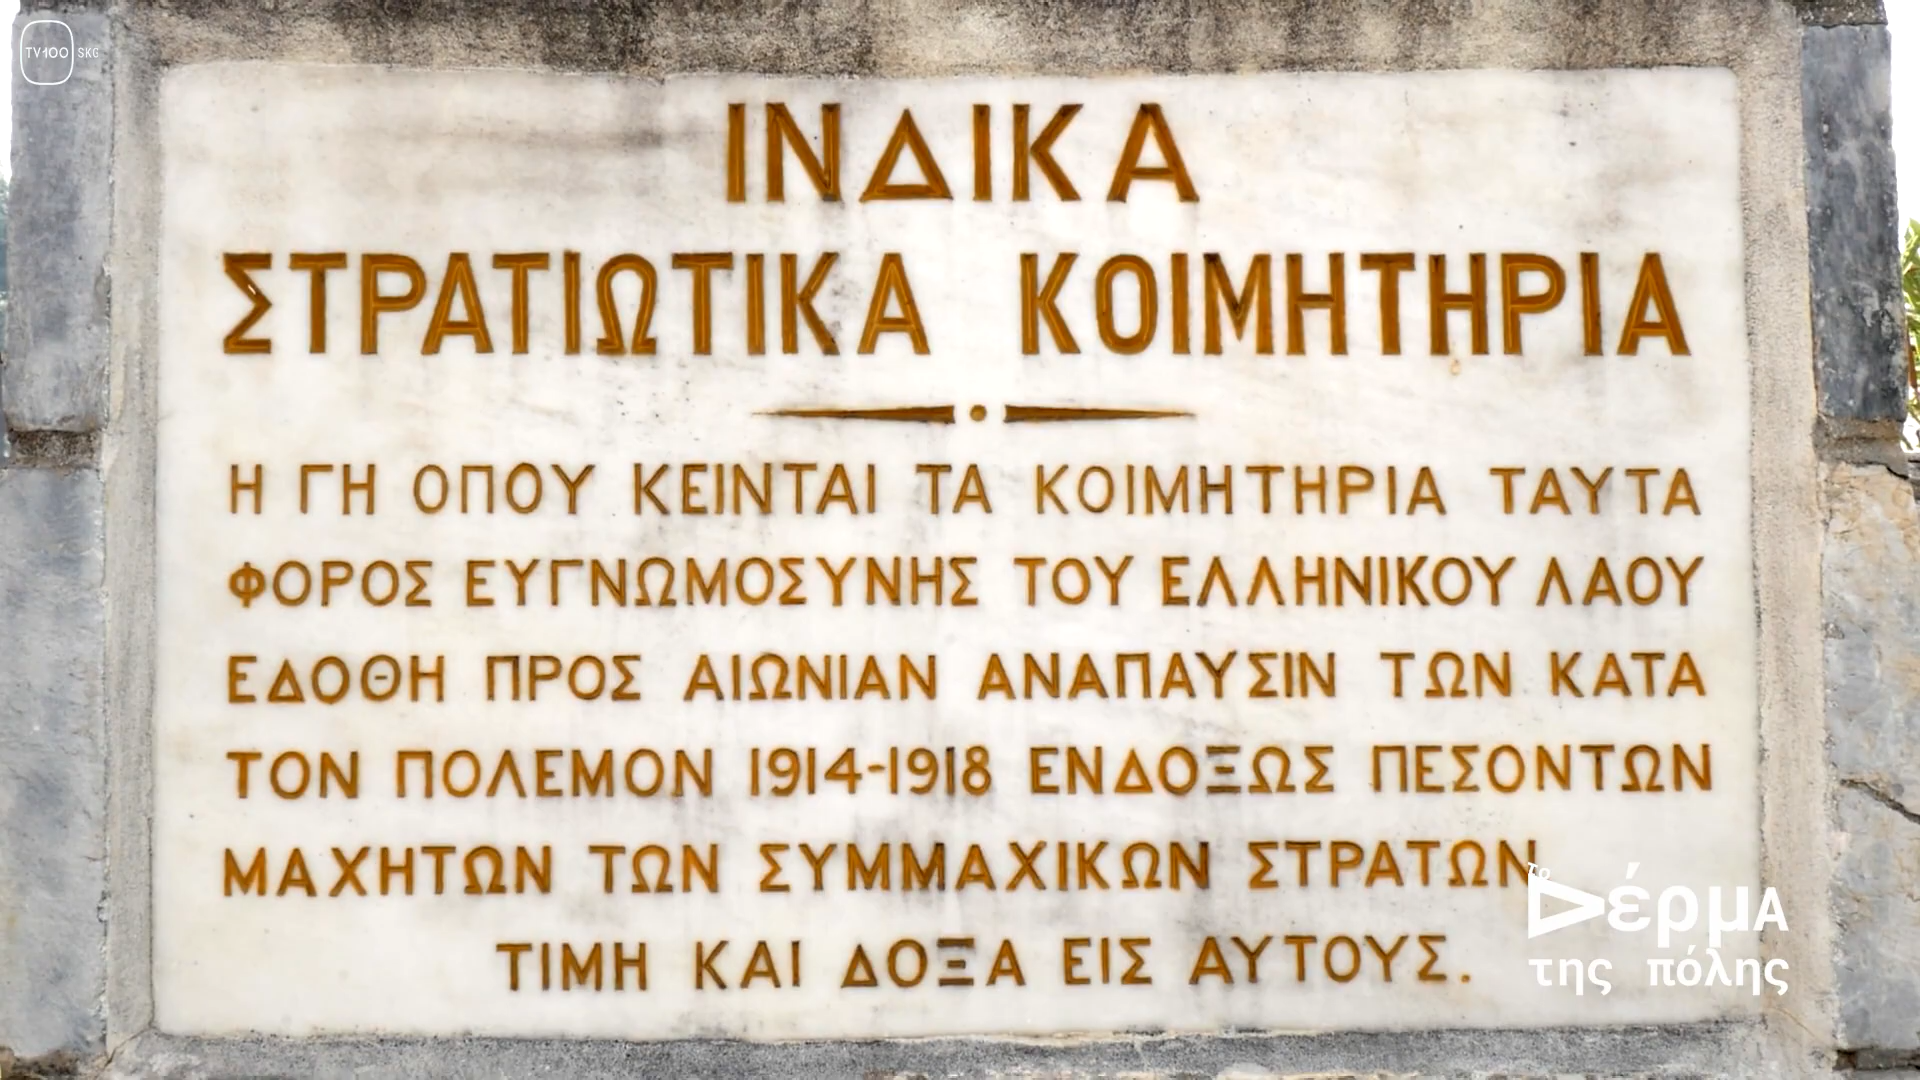 TV100 SKG
ΙΝΔΙΚΑ
ΣΤΡΑΤΙΩΤΙΚΑ ΚΟΙΜΗΤΗΡΙΑ
Η ΓΗ ΟΠΟΥ ΚΕΙΝΤΑΙ ΤΑ ΚΟΙΜΗΤΗΡΙΑ ΤΑΥΤΑ
ΦΟΡΟΣ ΕΥΓΝΩΜΟΣΥΝΗΣ ΤΟΥ ΕΛΛΗΝΙΚΟΥ ΛΑΟΥ
ΕΔΟΘΗ ΠΡΟΣ ΑΙΩΝΙΑΝ ΑΝΑΠΑΥΣΙΝ ΤΩΝ ΚΑΤΑ
ΤΟΝ ΠΟΛΕΜΟΝ 1914-1918 ΕΝΔΟΞΩΣ ΠΕΣΟΝΤΩΝ
ΜΑΧΗΤΩΝ ΤΩΝ ΣΥΜΜΑΧΙΚΩΝ ΣΤΡΑΤΩΝ
ΤΙΜΗ ΚΑΙ ΔΟΞΑ ΕΙΣ ΑΥΤΟΥΣ.
ΤΟ
ΔέρμΑ
της πόλης